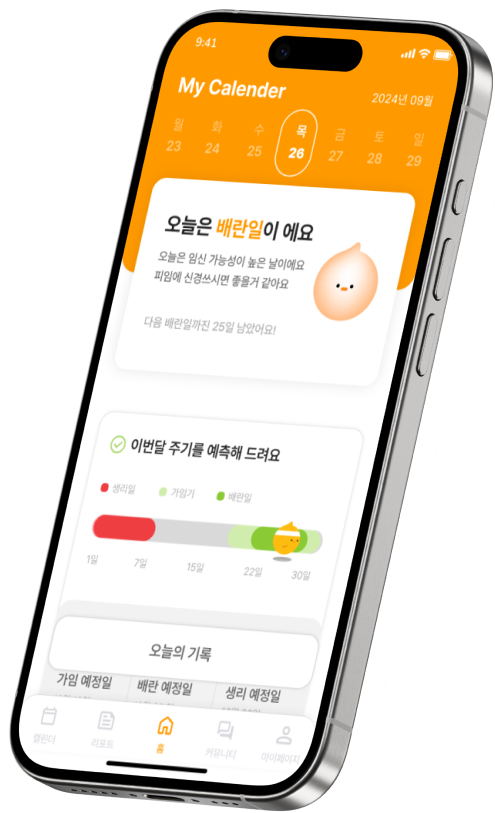 9:41
My Calender
2024년 09월
월 화 수 목 금 토 일
23 24 25 26 27 28 29
오늘은 배란일이 에요
오늘은 임신 가능성이 높은 날이에요
피임에 신경쓰시면 좋을거 같아요
다음 배란일까진 25일 남았어요!
이번달 주기를 예측해 드려요
생리일 가임기 배란일
1일 7일 15일 22일 30일
오늘의 기록
가임 예정일 배란 예정일 생리 예정일
캘린더 리포트 홈 커뮤니티 마이페이지